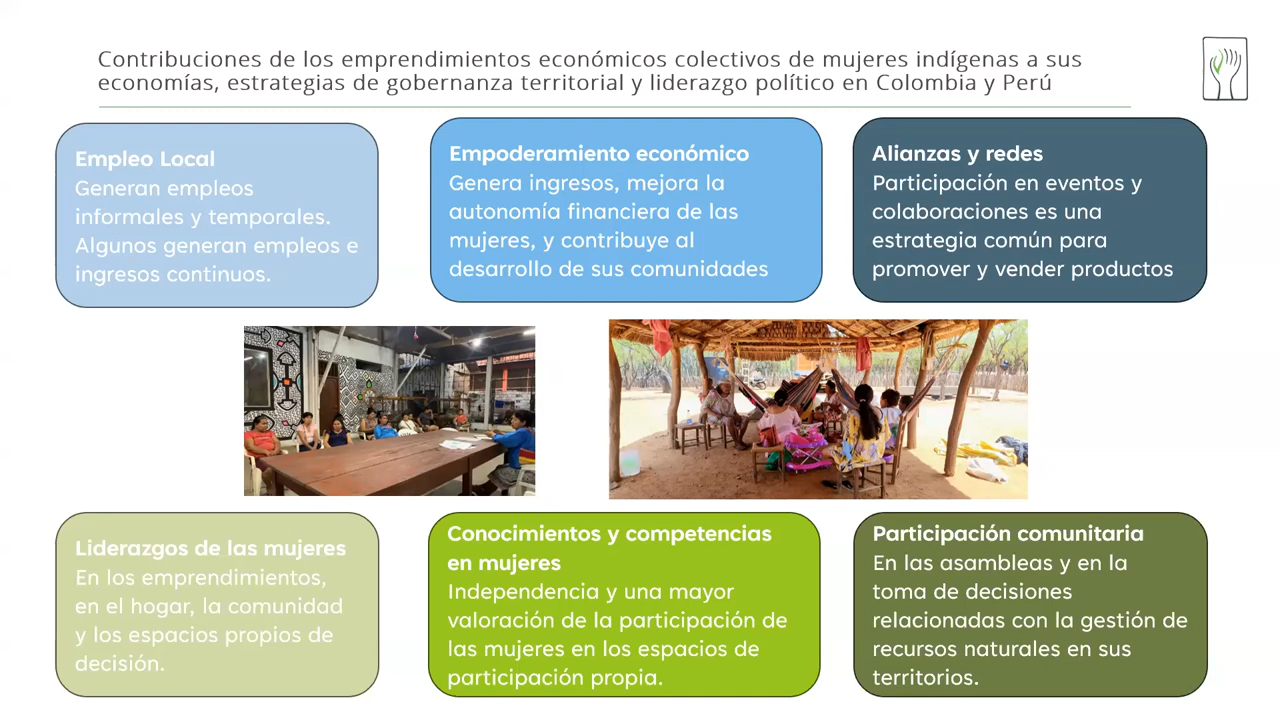 Contribuciones de los emprendimientos económicos colectivos de mujeres indígenas a sus
economías, estrategias de gobernanza territorial y liderazgo político en Colombia y Perú
Empleo Local
Generan empleos
informales y temporales.
Algunos generan empleos e
ingresos continuos.
Empoderamiento económico
Genera ingresos, mejora la
autonomía financiera de las
mujeres, y contribuye al
desarrollo de sus comunidades
Alianzas y redes
Participación en eventos y
colaboraciones es una
estrategia común para
promover y vender productos
Liderazgos de las mujeres
En los emprendimientos,
en el hogar, la comunidad
y los espacios propios de
decisión.
Conocimientos y competencias
en mujeres
Independencia y una mayor
valoración de la participación de
las mujeres en los espacios de
participación propia.
Participación comunitaria
En las asambleas y en la
toma de decisiones
relacionadas con la gestión de
recursos naturales en sus
territorios.